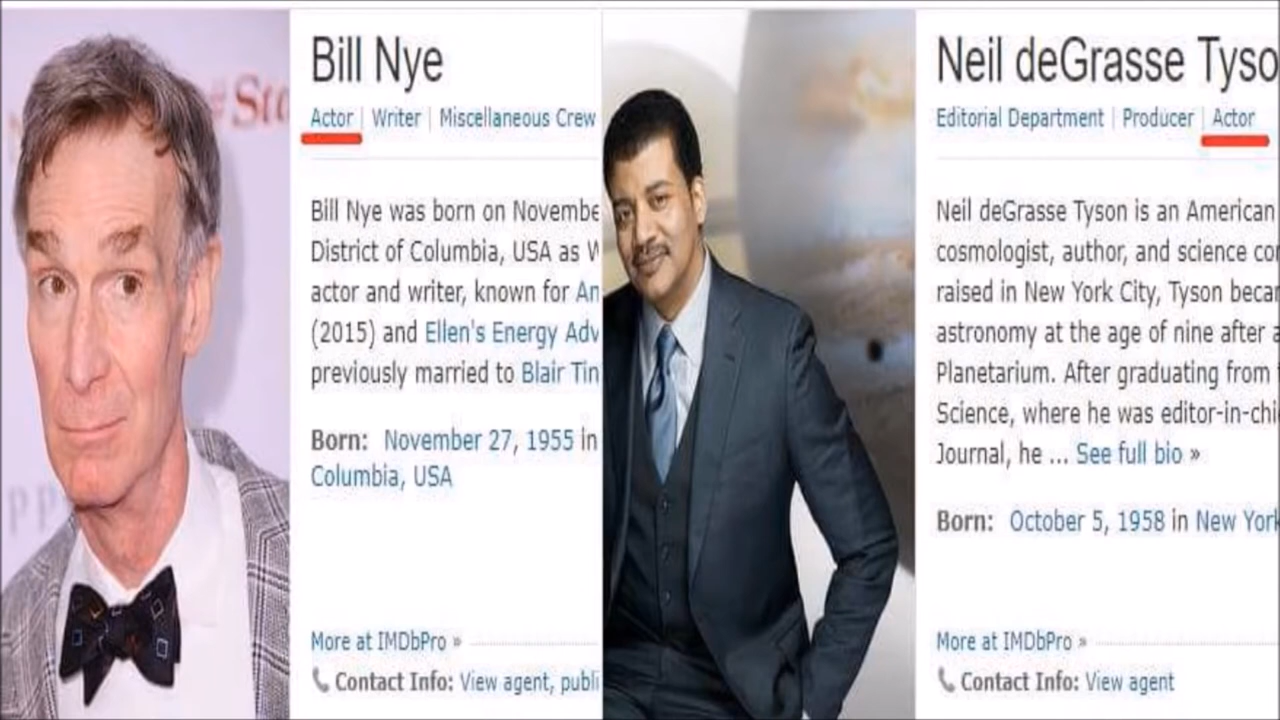 Bill Nye
Actor | Writer | Miscellaneous Crew
Bill Nye was born on Novembe
District of Columbia, USA as W
actor and writer, known for An
(2015) and Ellen's Energy Adv
previously married to Blair Tin
Born: November 27, 1955 in
Columbia, USA
More at IMDbPro »
Contact Info: View agent, publi
Neil deGrasse Tyso
Editorial Department | Producer | Actor
Neil deGrasse Tyson is an American
cosmologist, author, and science co
raised in New York City, Tyson becam
astronomy at the age of nine after a
Planetarium. After graduating from
Science, where he was editor-in-chi
Journal, he ... See full bio »
Born: October 5, 1958 in New York
More at IMDbPro »
Contact Info: View agent